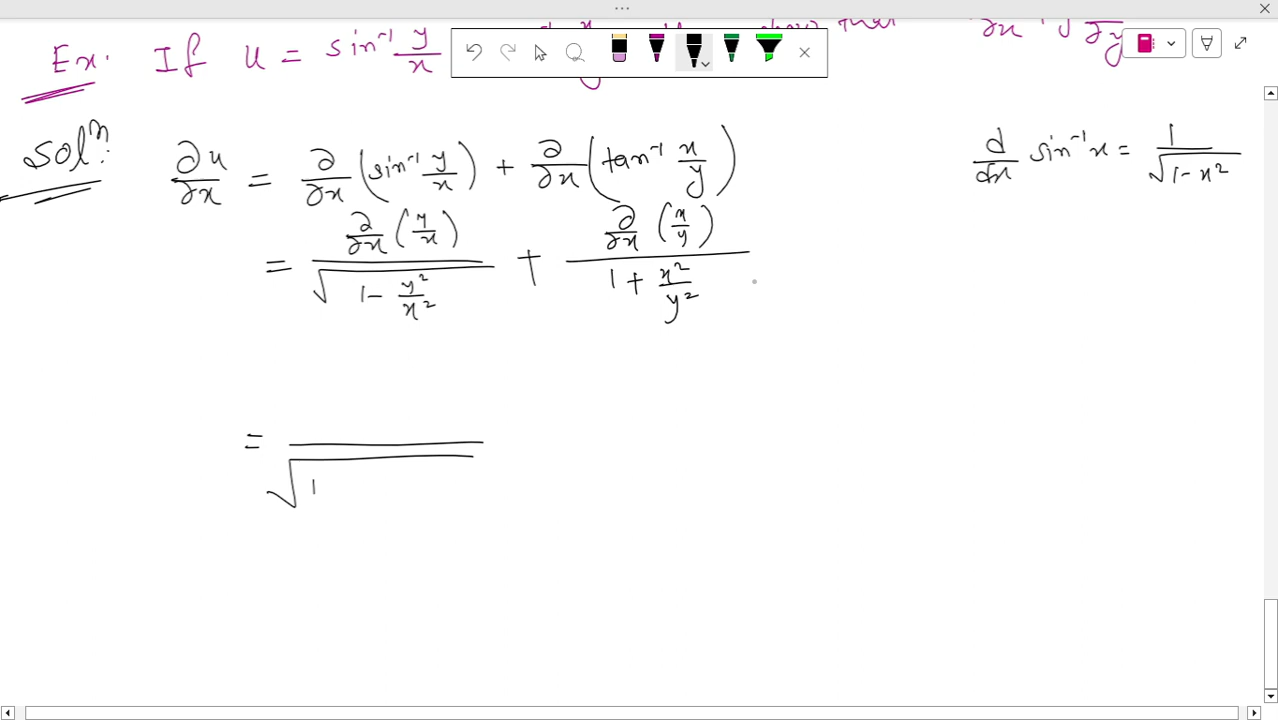 Ex. If u = sin⁻¹ y/x that ∂x ∂y
Solⁿ: ∂u/∂x = ∂/∂x (sin⁻¹ y/x) + ∂/∂x (tan⁻¹ x/y)
d/dx sin⁻¹x = 1/√(1-x²)
= ∂/∂x (y/x) / √(1 - y²/x²) + ∂/∂x (x/y) / (1 + x²/y²)
= √1